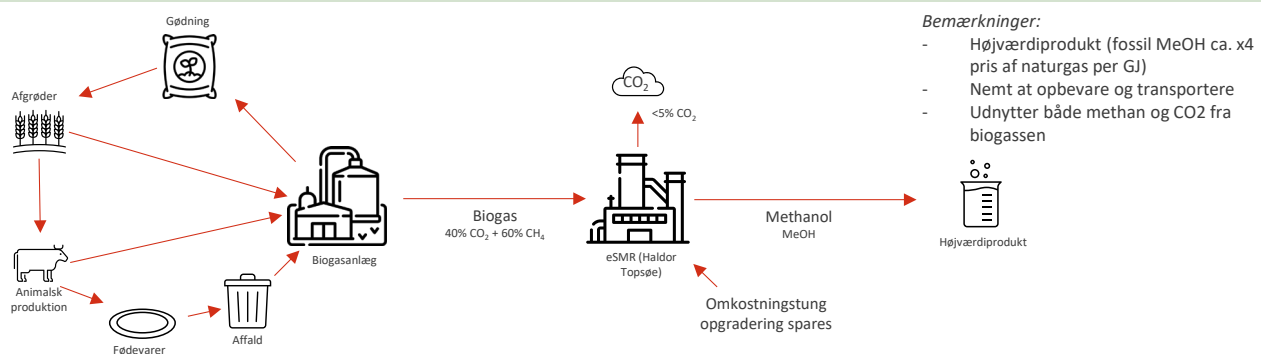 Gødning
Afgrøder
Animalsk
produktion
Fødevarer
Affald
Biogasanlæg
Biogas
40% CO₂ + 60% CH₄
CO₂
<5% CO₂
eSMR (Haldor
Topsøe)
Omkostningstung
opgradering spares
Methanol
MeOH
Bemærkninger:
- Højværdiprodukt (fossil MeOH ca. x4
pris af naturgas per GJ)
- Nemt at opbevare og transportere
- Udnytter både methan og CO2 fra
biogassen
Højværdiprodukt